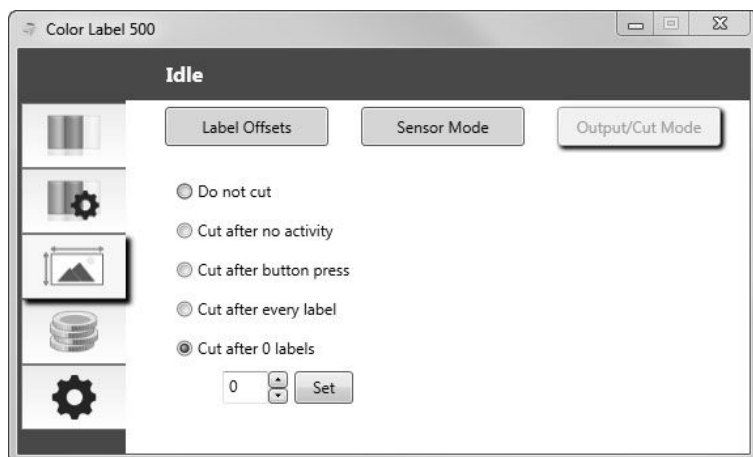 Color Label 500
Idle
Label Offsets Sensor Mode Output/Cut Mode
Do not cut
Cut after no activity
Cut after button press
Cut after every label
Cut after 0 labels
0 Set